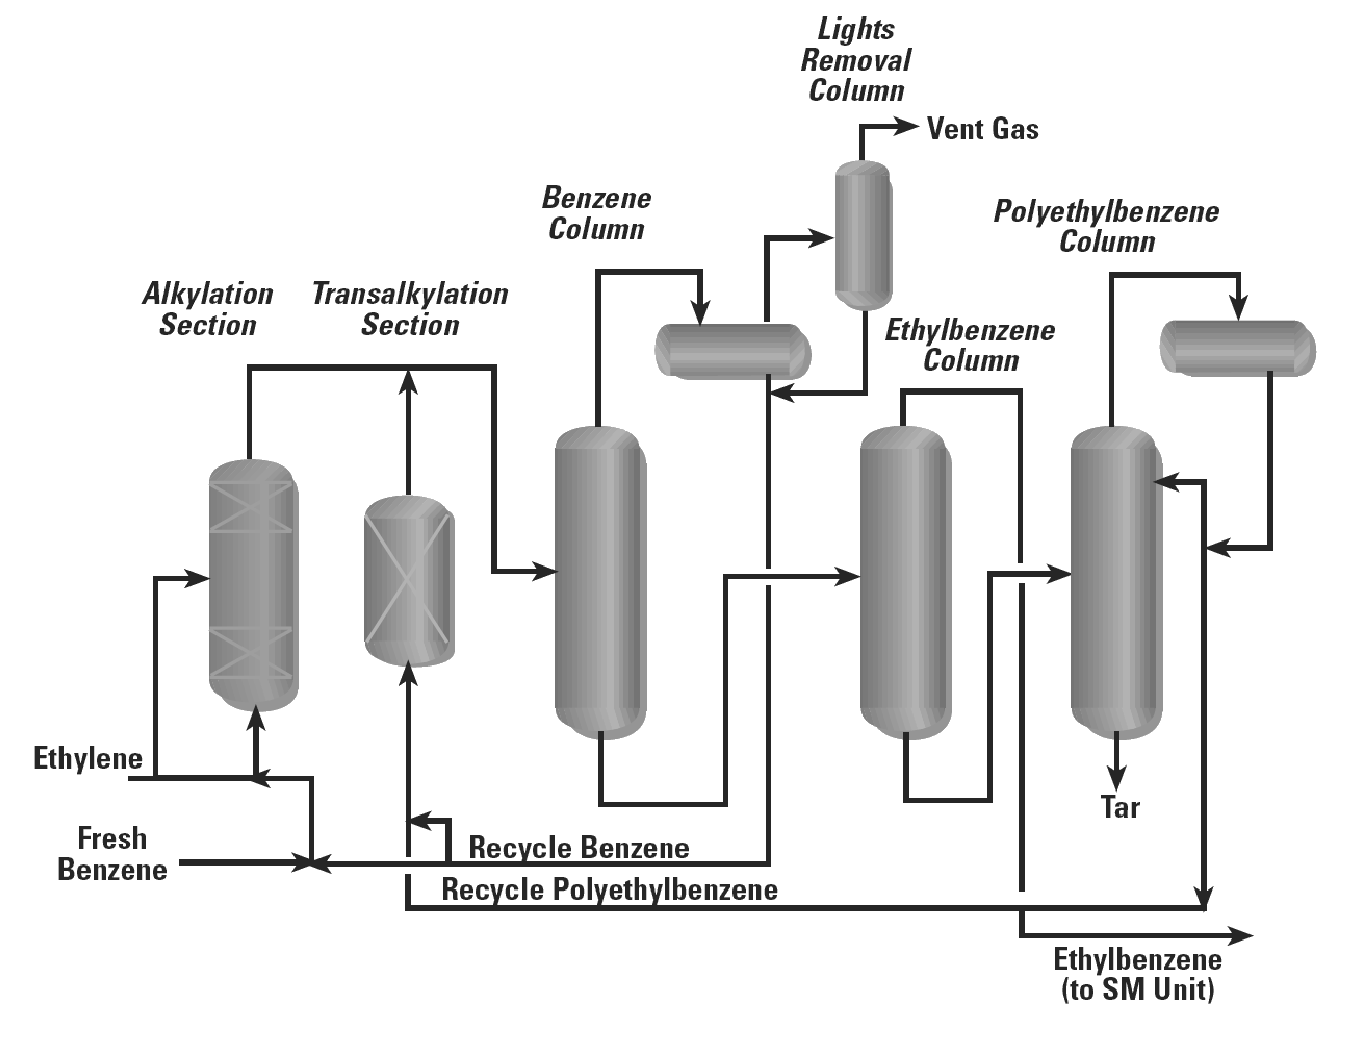 Lights
Removal
Column
Vent Gas
Benzene
Column
Polyethylbenzene
Column
Alkylation
Section
Transalkylation
Section
Ethylbenzene
Column
Ethylene
Fresh
Benzene
Recycle Benzene
Recycle Polyethylbenzene
Tar
Ethylbenzene
(to SM Unit)